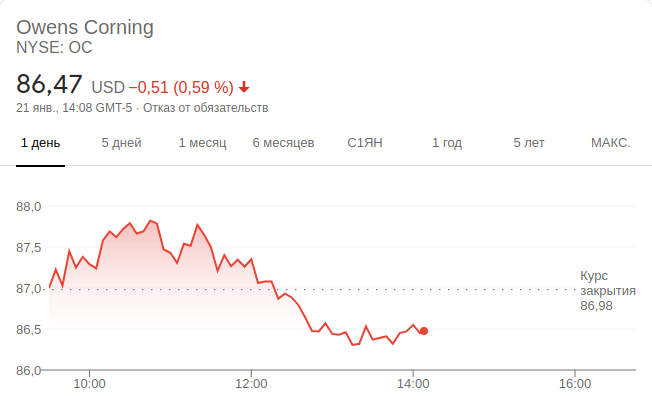 Owens Corning
NYSE: OC
86,47 USD −0,51 (0,59 %)
21 янв., 14:08 GMT-5 · Отказ от обязательств
1 день 5 дней 1 месяц 6 месяцев С1ЯН 1 год 5 лет МАКС.
88,0
87,5
87,0
86,5
86,0
Курс
закрытия
86,98
10:00 12:00 14:00 16:00